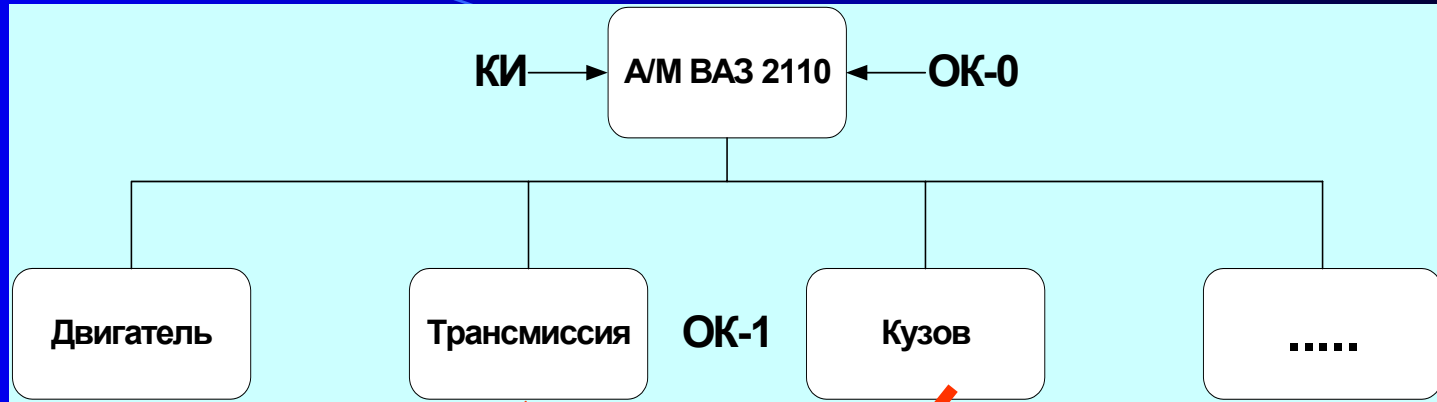 КИ А/М ВАЗ 2110 ОК-0
Двигатель Трансмиссия ОК-1 Кузов .....